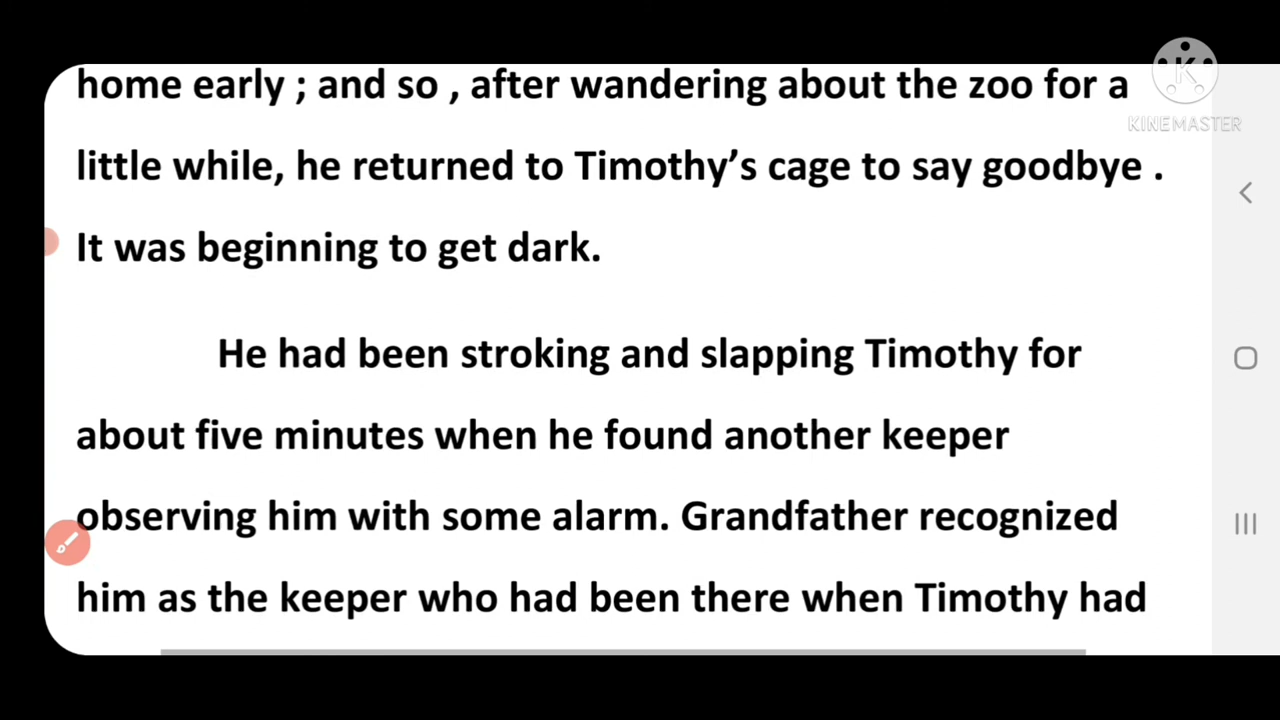 home early ; and so , after wandering about the zoo for a
little while, he returned to Timothy’s cage to say goodbye .
It was beginning to get dark.
He had been stroking and slapping Timothy for
about five minutes when he found another keeper
observing him with some alarm. Grandfather recognized
him as the keeper who had been there when Timothy had
K
KINEMASTER